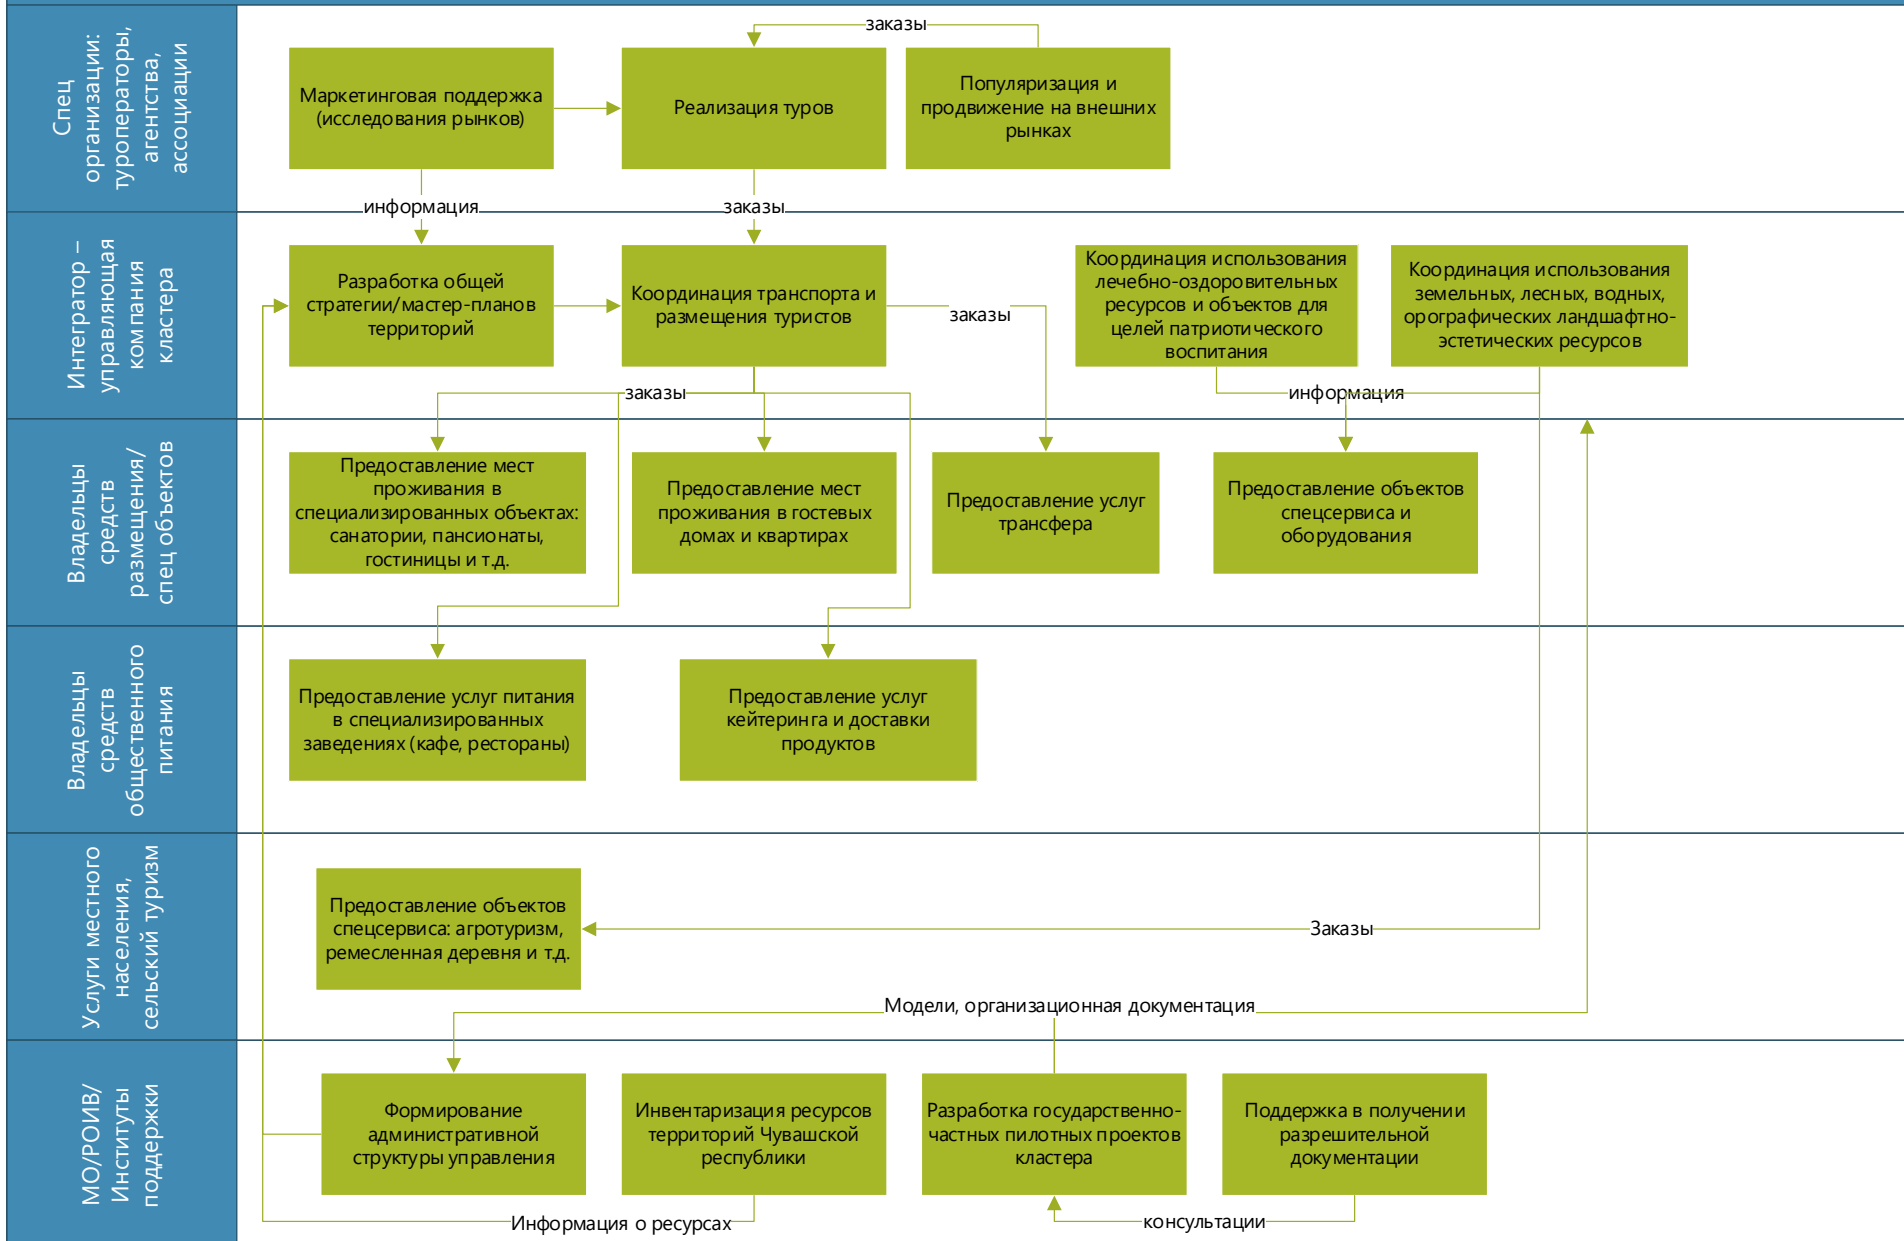 Спец
организации:
туроператоры,
агентства,
ассоциации
заказы
Маркетинговая поддержка
(исследования рынков)
Реализация туров
Популяризация и
продвижение на внешних
рынках
информация
заказы
Интегратор –
управляющая
компания
кластера
Разработка общей
стратегии/мастер-планов
территорий
Координация транспорта и
размещения туристов
заказы
Координация использования
лечебно-оздоровительных
ресурсов и объектов для
целей патриотического
воспитания
Координация использования
земельных, лесных, водных,
орографических ландшафтно-
эстетических ресурсов
заказы
информация
Владельцы
средств
размещения/
спец объектов
Предоставление мест
проживания в
специализированных объектах:
санатории, пансионаты,
гостиницы и т.д.
Предоставление мест
проживания в гостевых
домах и квартирах
Предоставление услуг
трансфера
Предоставление объектов
спецсервиса и
оборудования
Владельцы
средств
общественного
питания
Предоставление услуг питания
в специализированных
заведениях (кафе, рестораны)
Предоставление услуг
кейтеринга и доставки
продуктов
Услуги местного
населения,
сельский туризм
Предоставление объектов
спецсервиса: агротуризм,
ремесленная деревня и т.д.
Заказы
Модели, организационная документация
МО/РОИВ/
Институты
поддержки
Формирование
административной
структуры управления
Инвентаризация ресурсов
территорий Чувашской
республики
Разработка государственно-
частных пилотных проектов
кластера
Поддержка в получении
разрешительной
документации
Информация о ресурсах
консультации